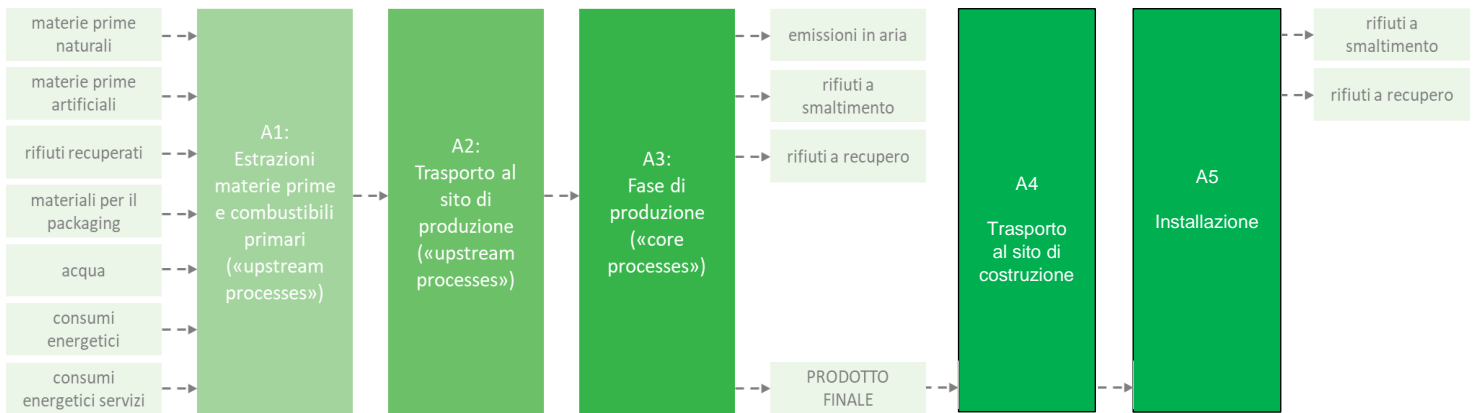 materie prime
naturali
materie prime
artificiali
rifiuti recuperati
materiali per il
packaging
acqua
consumi
energetici
consumi
energetici servizi
A1:
Estrazioni
materie prime
e combustibili
primari
(«upstream
processes»)
A2:
Trasporto al
sito di
produzione
(«upstream
processes»)
A3:
Fase di
produzione
(«core
processes»)
emissioni in aria
rifiuti a
smaltimento
rifiuti a recupero
PRODOTTO
FINALE
A4
Trasporto
al sito di
costruzione
A5
Installazione
rifiuti a
smaltimento
rifiuti a recupero